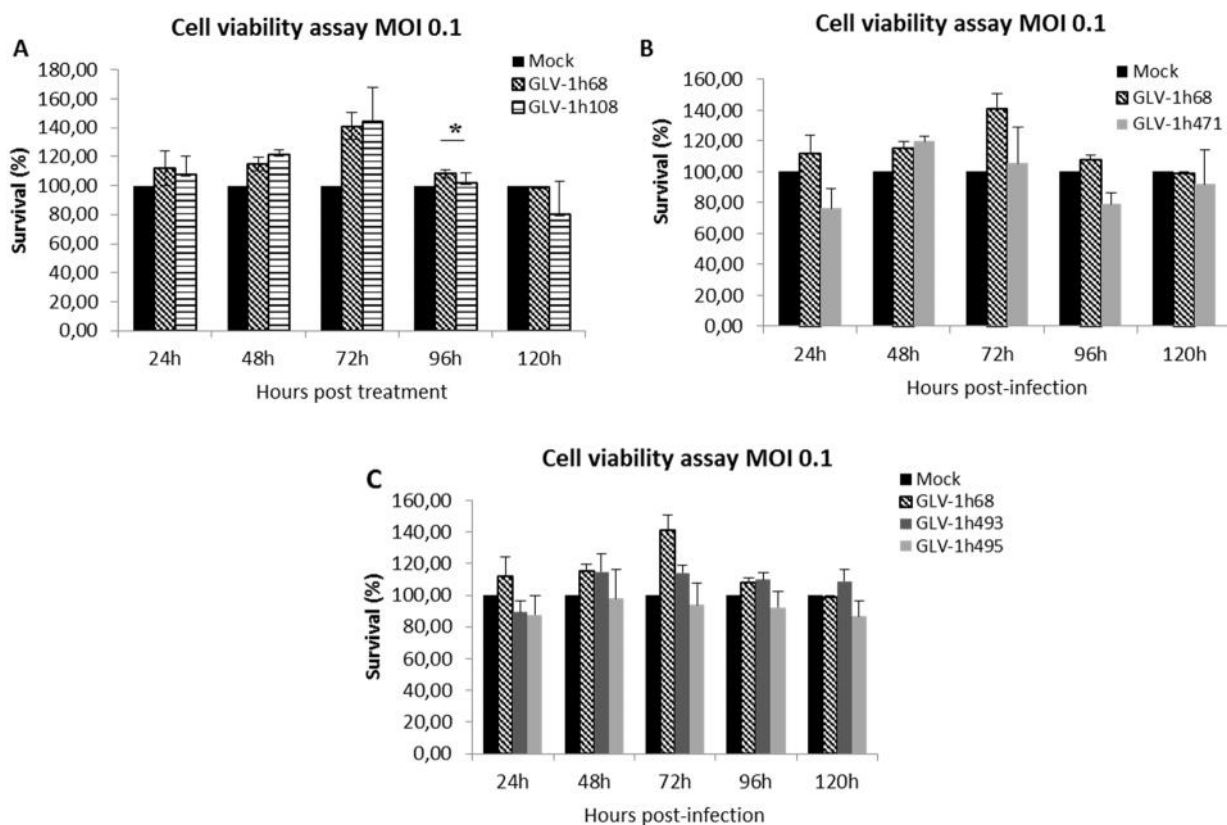 A
Cell viability assay MOI 0.1
Mock
GLV-1h68
GLV-1h108
Survival (%)
180,00
160,00
140,00
120,00
100,00
80,00
60,00
40,00
20,00
0,00
*
24h 48h 72h 96h 120h
Hours post treatment
B
Cell viability assay MOI 0.1
Mock
GLV-1h68
GLV-1h471
Survival (%)
160,00
140,00
120,00
100,00
80,00
60,00
40,00
20,00
0,00
24h 48h 72h 96h 120h
Hours post-infection
C
Cell viability assay MOI 0.1
Mock
GLV-1h68
GLV-1h493
GLV-1h495
Survival (%)
160,00
140,00
120,00
100,00
80,00
60,00
40,00
20,00
0,00
24h 48h 72h 96h 120h
Hours post-infection